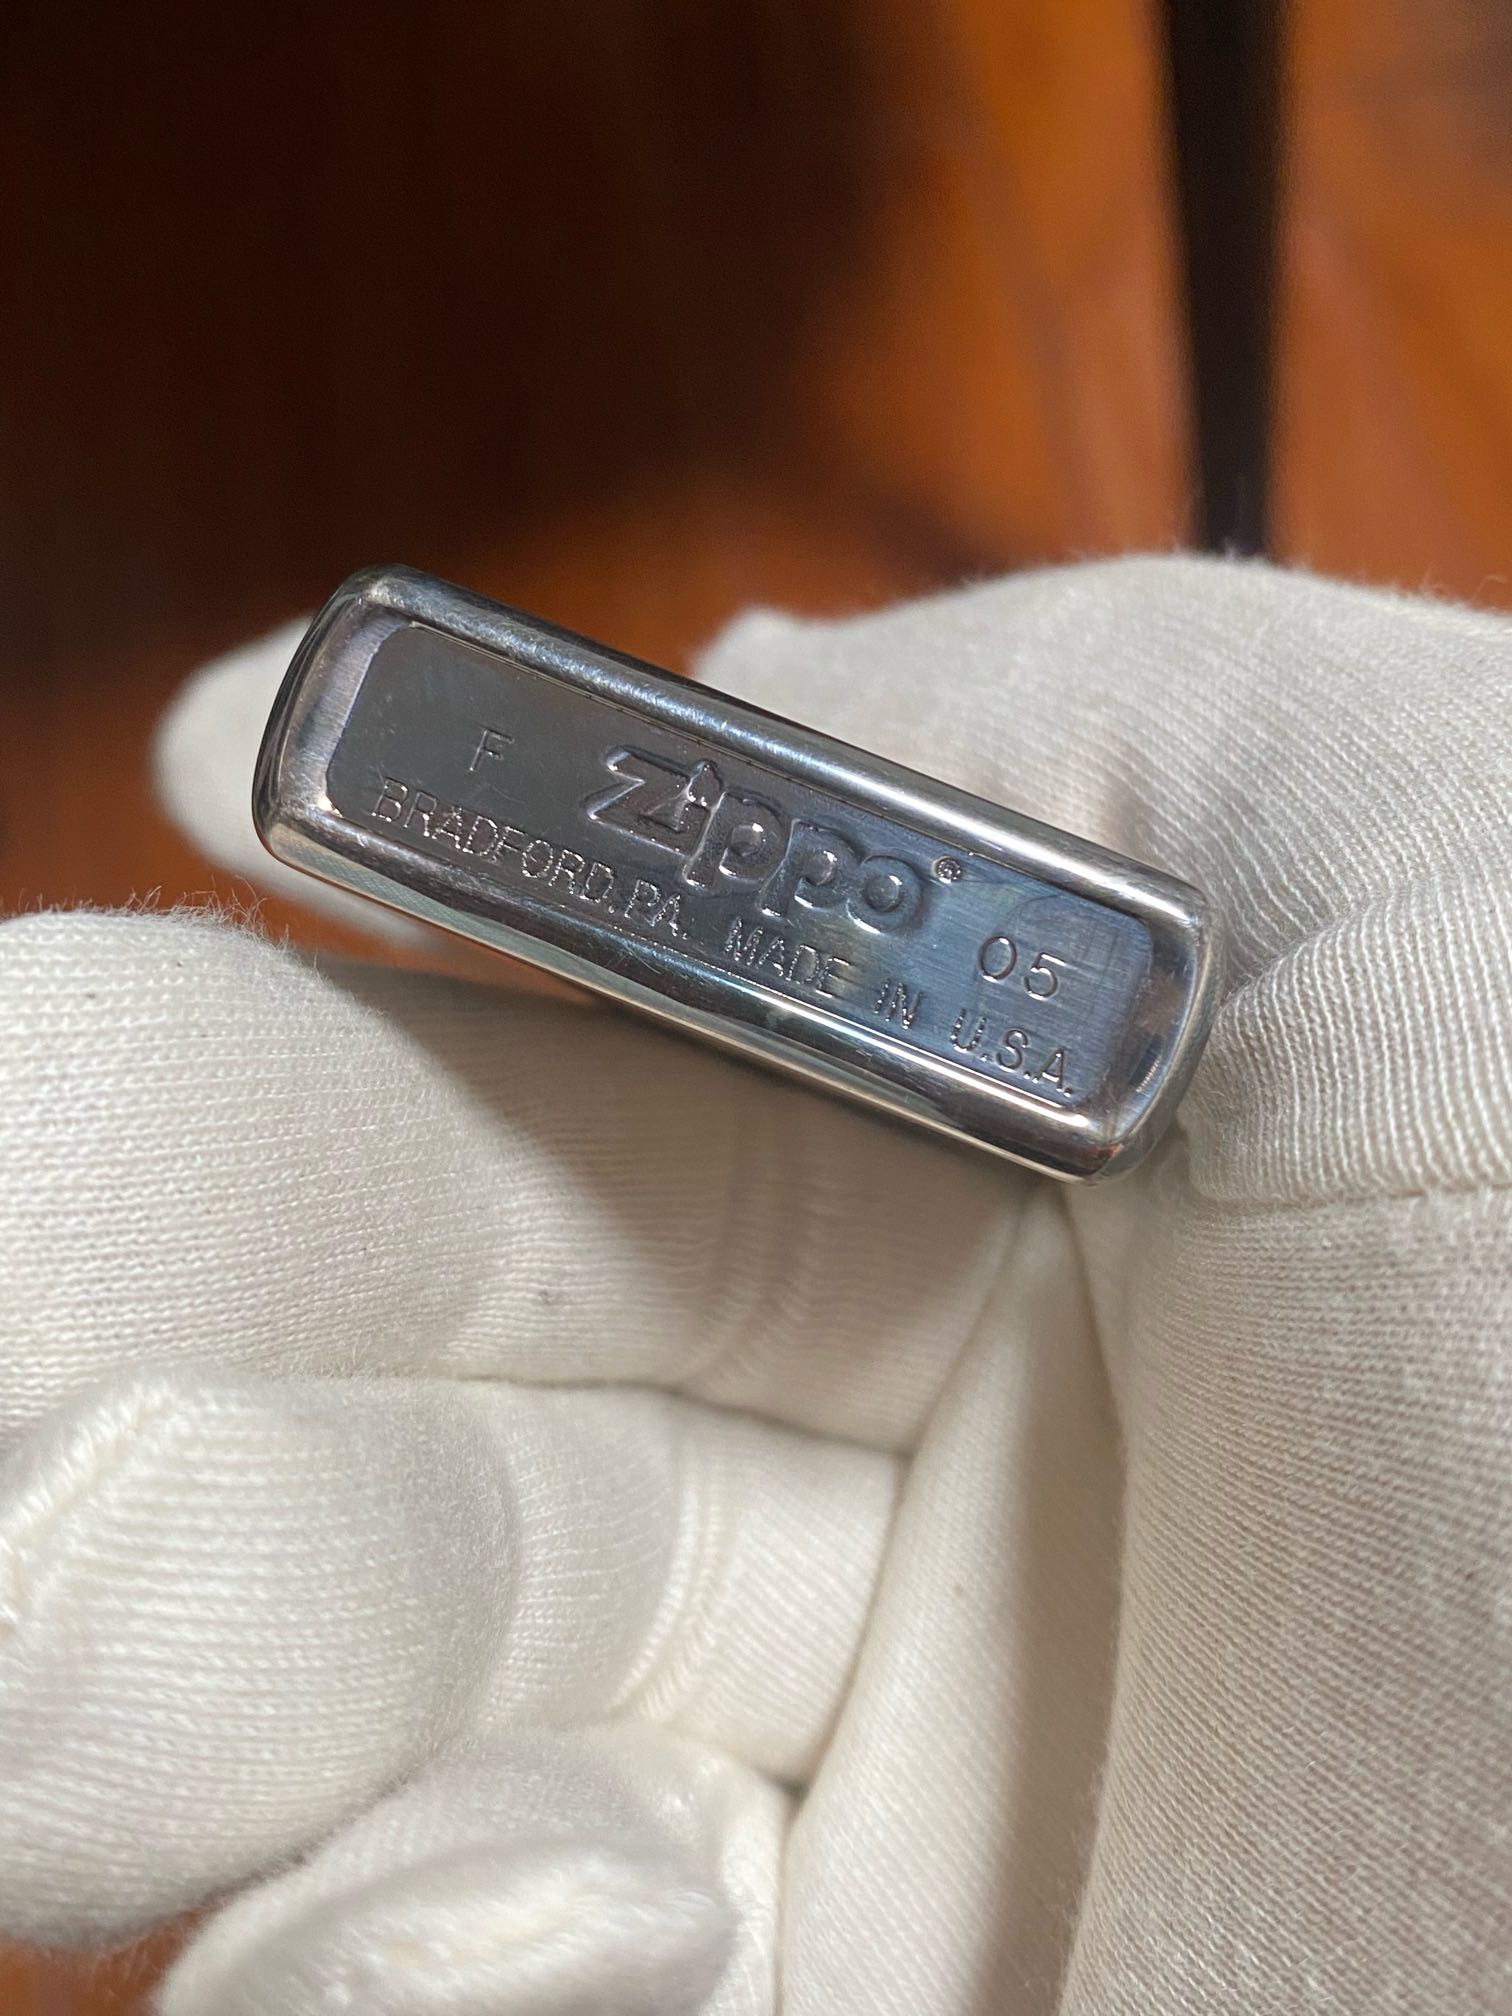 F Zippo® 05
BRADFORD, PA. MADE IN U.S.A.